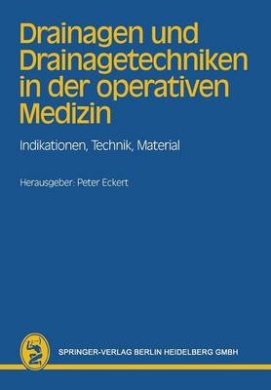 Drainagen und
Drainagetechniken
in der operativen
Medizin
Indikationen, Technik, Material
Herausgeber: Peter Eckert
SPRINGER-VERLAG BERLIN HEIDELBERG GMBH